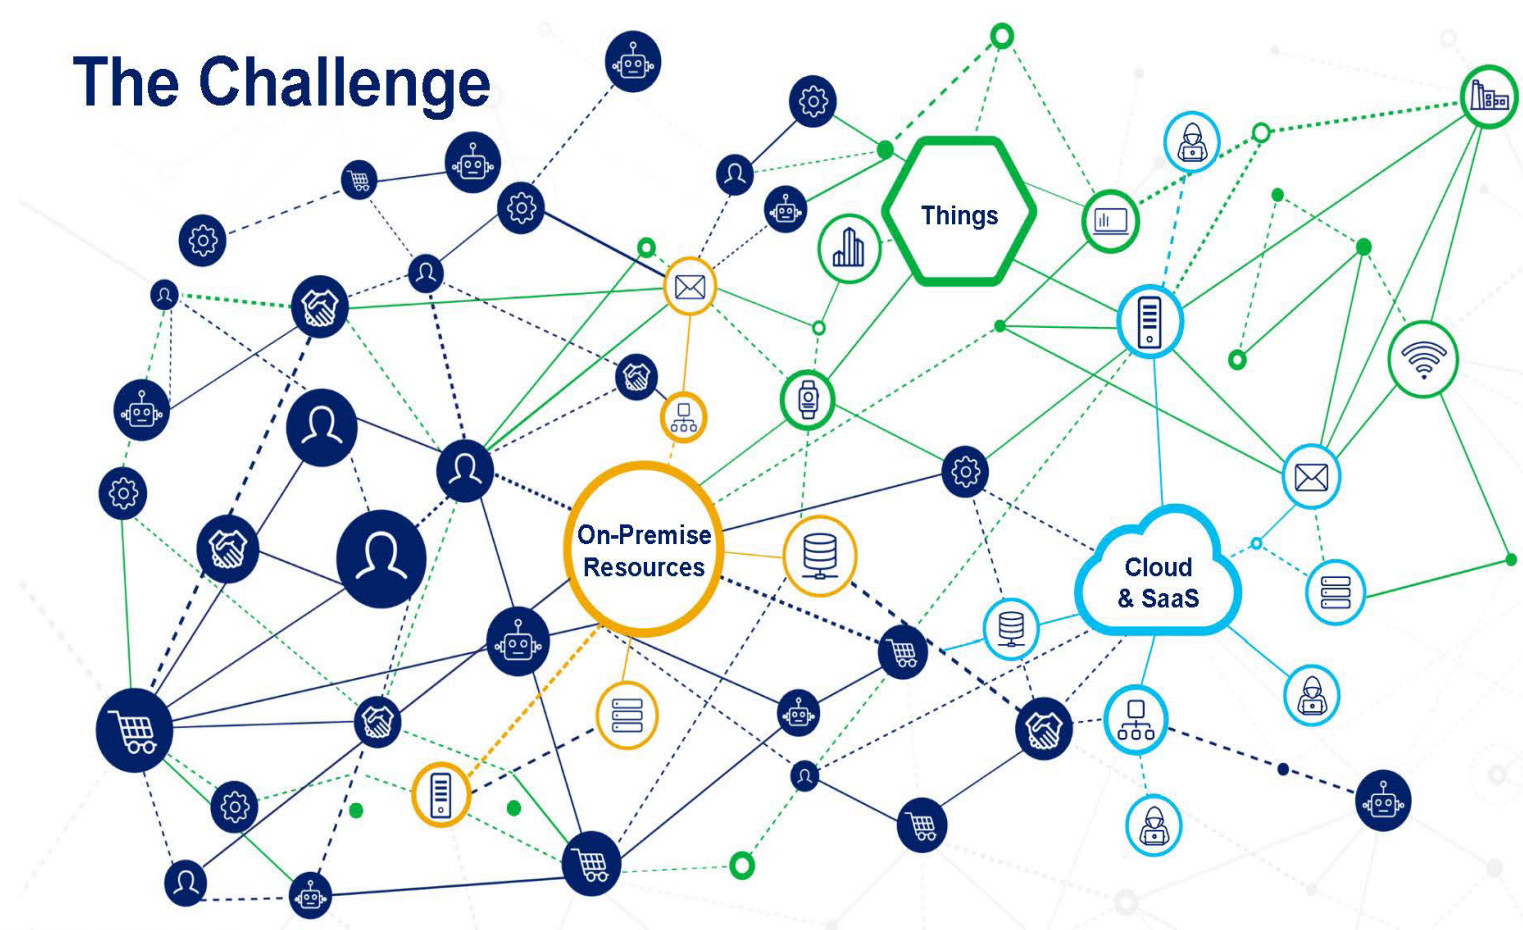 The Challenge
Things
On-Premise
Resources
Cloud
& SaaS